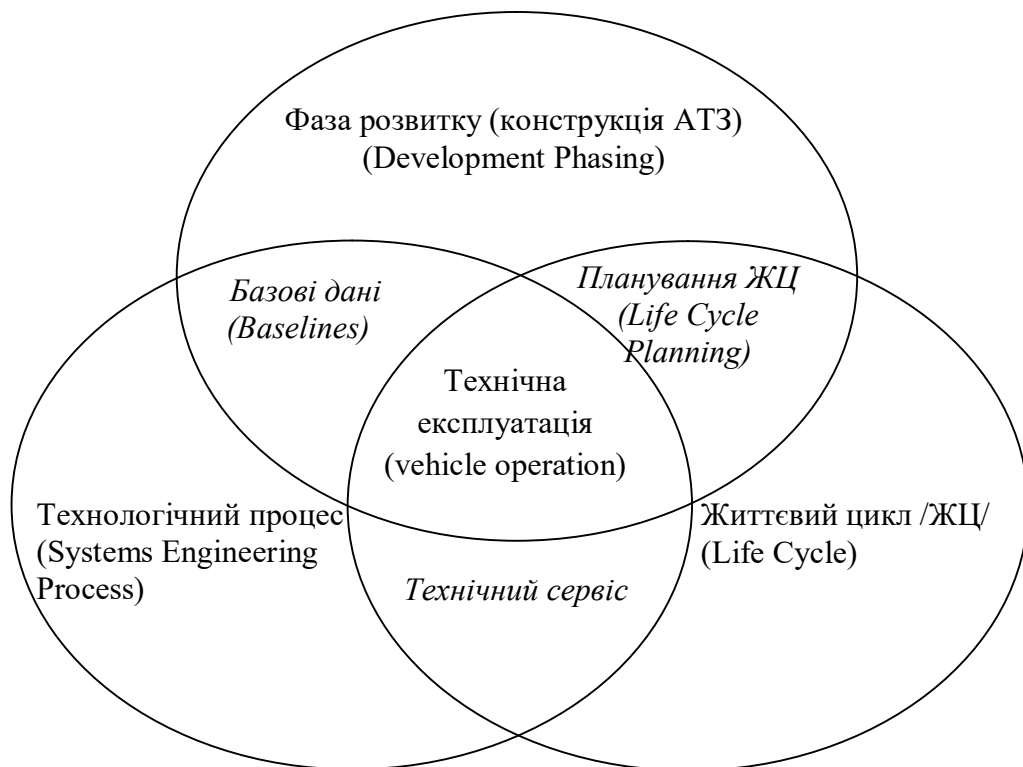 Фаза розвитку (конструкція АТЗ)
(Development Phasing)
Базові дані
(Baselines)
Планування ЖЦ
(Life Cycle
Planning)
Технічна
експлуатація
(vehicle operation)
Технологічний процес
(Systems Engineering
Process)
Життєвий цикл /ЖЦ/
(Life Cycle)
Технічний сервіс